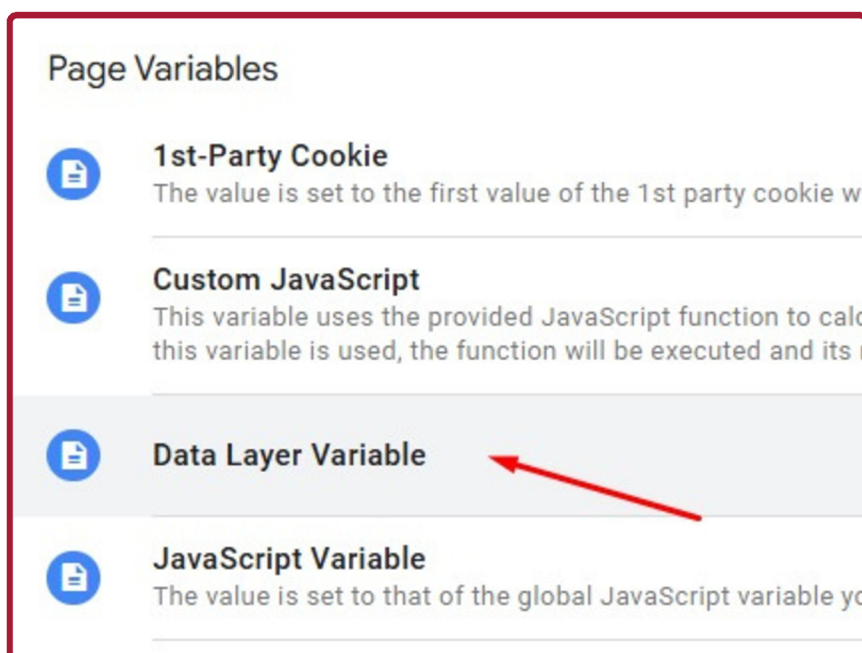 Page Variables
1st-Party Cookie
The value is set to the first value of the 1st party cookie
Custom JavaScript
This variable uses the provided JavaScript function to
this variable is used, the function will be executed and its
Data Layer Variable
JavaScript Variable
The value is set to that of the global JavaScript variable